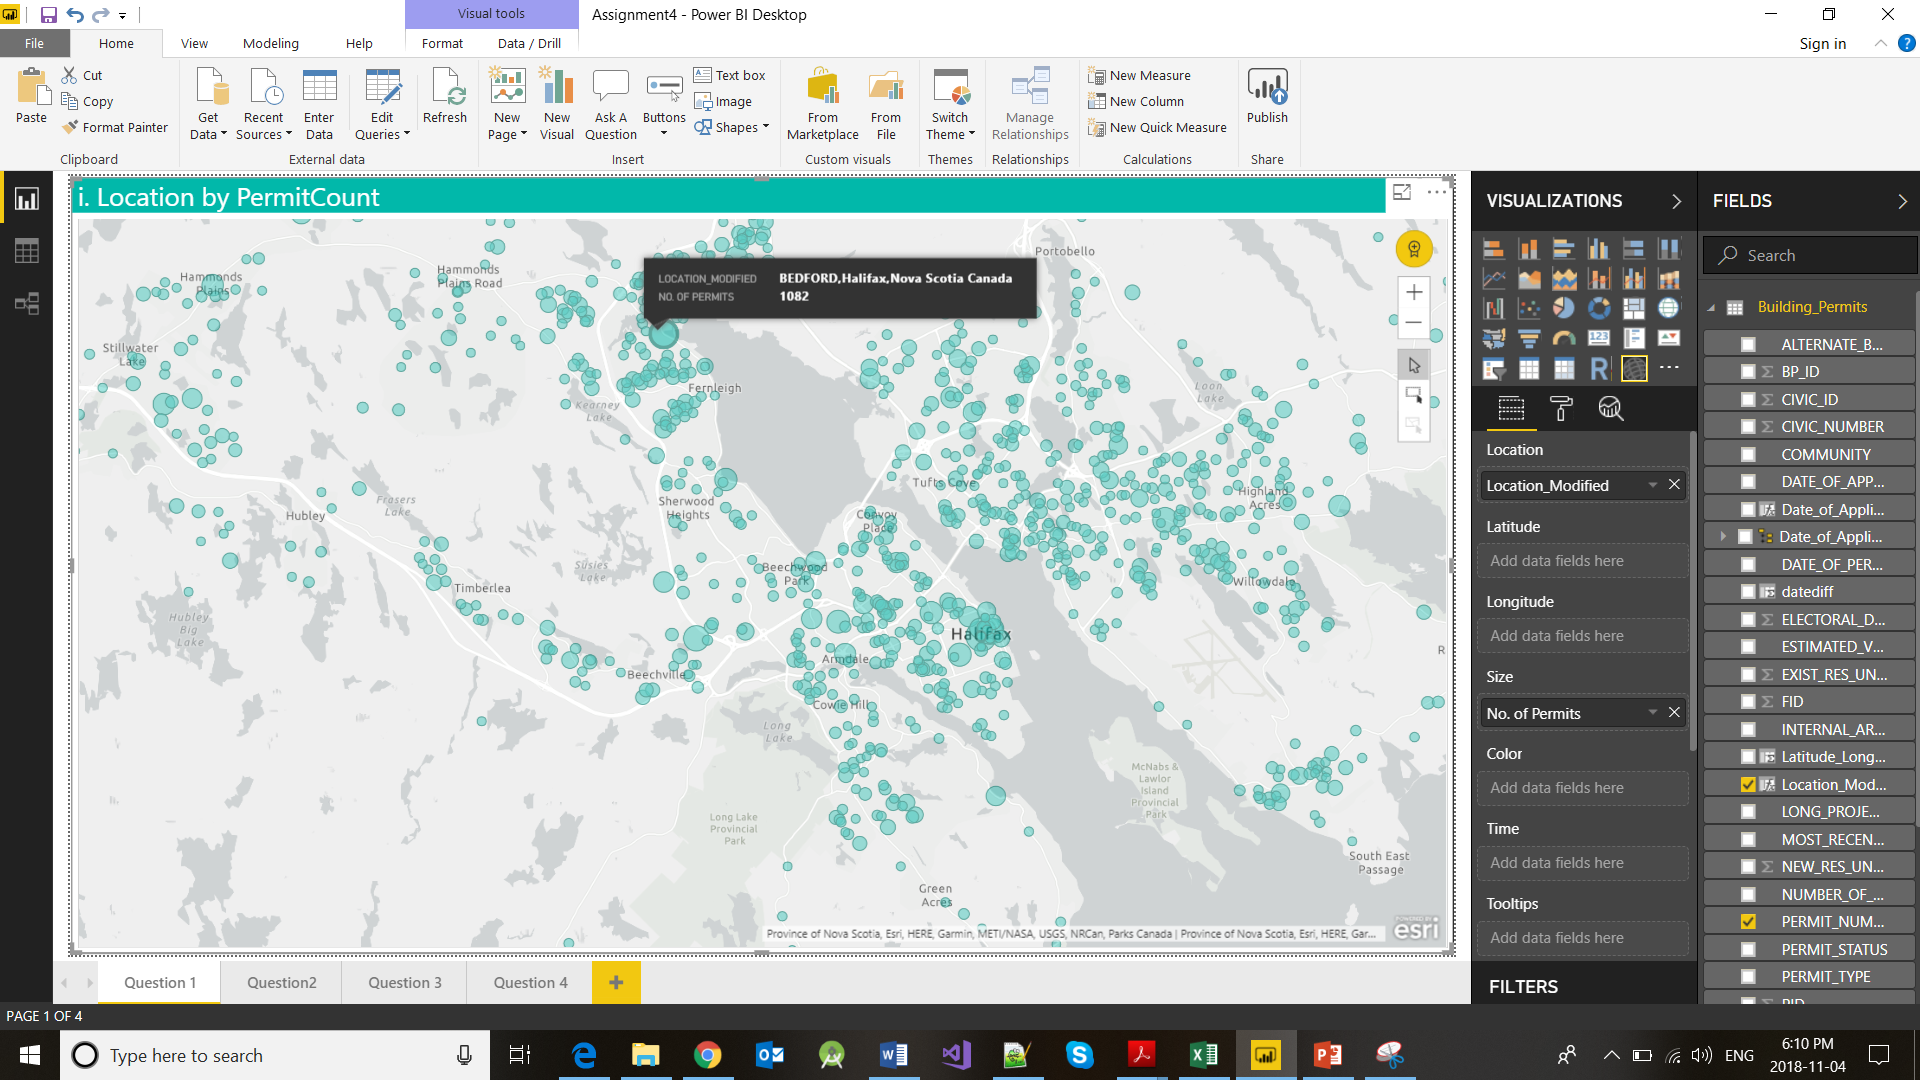 Visual tools
Assignment4 - Power BI Desktop
File
Home
View
Modeling
Help
Format
Data / Drill
Sign in
Paste
Cut
Copy
Format Painter
Clipboard
Get Data
Recent Sources
Enter Data
Edit Queries
Refresh
External data
New Page
New Visual
Ask A Question
Buttons
Text box
Image
Shapes
Insert
From Marketplace
From File
Custom visuals
Switch Theme
Themes
Manage Relationships
Relationships
New Measure
New Column
New Quick Measure
Calculations
Publish
Share
i. Location by PermitCount
LOCATION_MODIFIED BEDFORD,Halifax,Nova Scotia Canada
NO. OF PERMITS 1082
Portobello
Hammonds Plains
Hammonds Plains Road
Stillwater Lake
Fernleigh
Kearney Lake
Loon Lake
Tufts Cove
Highland Acres
Sherwood Heights
Convoy Place
Frasers Lake
Hubley
Susies Lake
Beechwood Park
Timberlea
Willowdale
Hubley Big Lake
Halifax
Armdale
Beechville
Cowie Hill
Long Lake
McNabs & Lawlor Island Provincial Park
Long Lake Provincial Park
South East Passage
Green Acres
R
Province of Nova Scotia, Esri, HERE, Garmin, METI/NASA, USGS, NRCan, Parks Canada | Province of Nova Scotia, Esri, HERE, Gar...
POWERED BY
esri
VISUALIZATIONS
R
Location
Location_Modified
Latitude
Add data fields here
Longitude
Add data fields here
Size
No. of Permits
Color
Add data fields here
Time
Add data fields here
Tooltips
Add data fields here
FILTERS
FIELDS
Search
Building_Permits
ALTERNATE_B...
BP_ID
CIVIC_ID
CIVIC_NUMBER
COMMUNITY
DATE_OF_APP...
Date_of_Appli...
Date_of_Appli...
DATE_OF_PER...
datediff
ELECTORAL_D...
ESTIMATED_V...
EXIST_RES_UN...
FID
INTERNAL_AR...
Latitude_Long...
Location_Mod...
LONG_PROJE...
MOST_RECEN...
NEW_RES_UN...
NUMBER_OF_...
PERMIT_NUM...
PERMIT_STATUS
PERMIT_TYPE
PID
Question 1
Question2
Question 3
Question 4
PAGE 1 OF 4
Type here to search
ENG
6:10 PM
2018-11-04